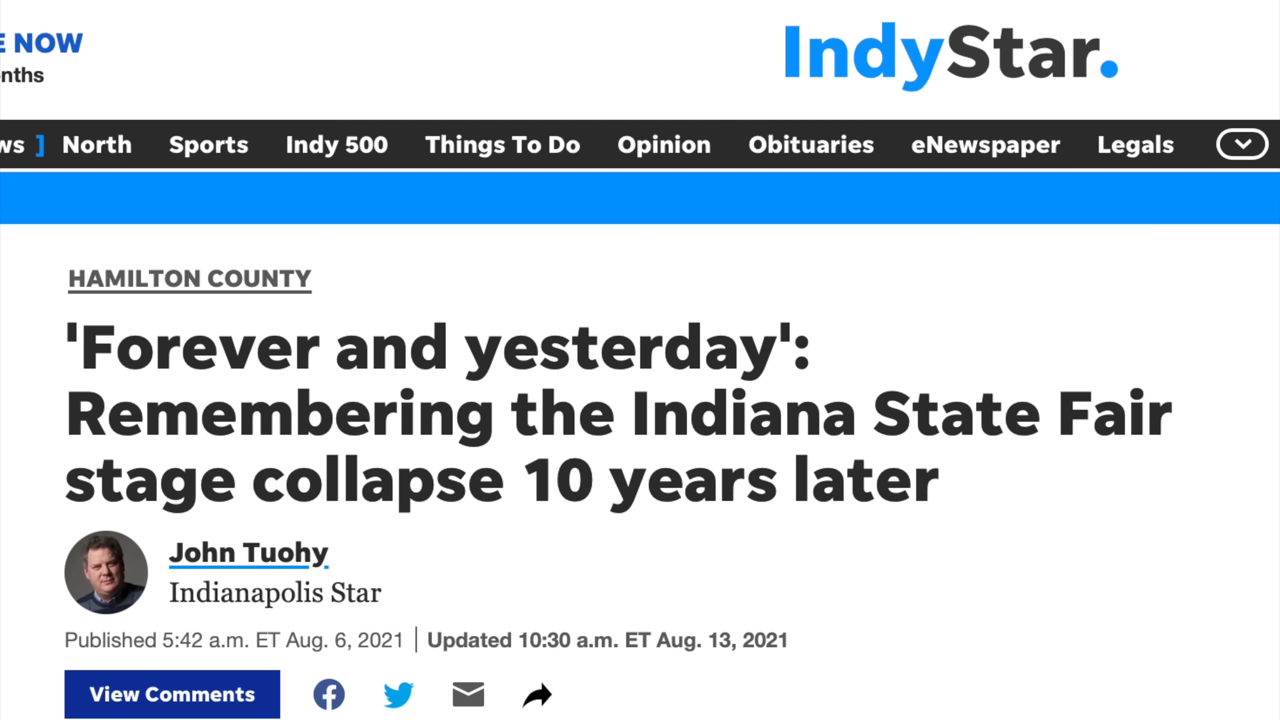 E NOW
nths
IndyStar.
ws ] North Sports Indy 500 Things To Do Opinion Obituaries eNewspaper Legals
HAMILTON COUNTY
'Forever and yesterday':
Remembering the Indiana State Fair
stage collapse 10 years later
John Tuohy
Indianapolis Star
Published 5:42 a.m. ET Aug. 6, 2021 | Updated 10:30 a.m. ET Aug. 13, 2021
View Comments